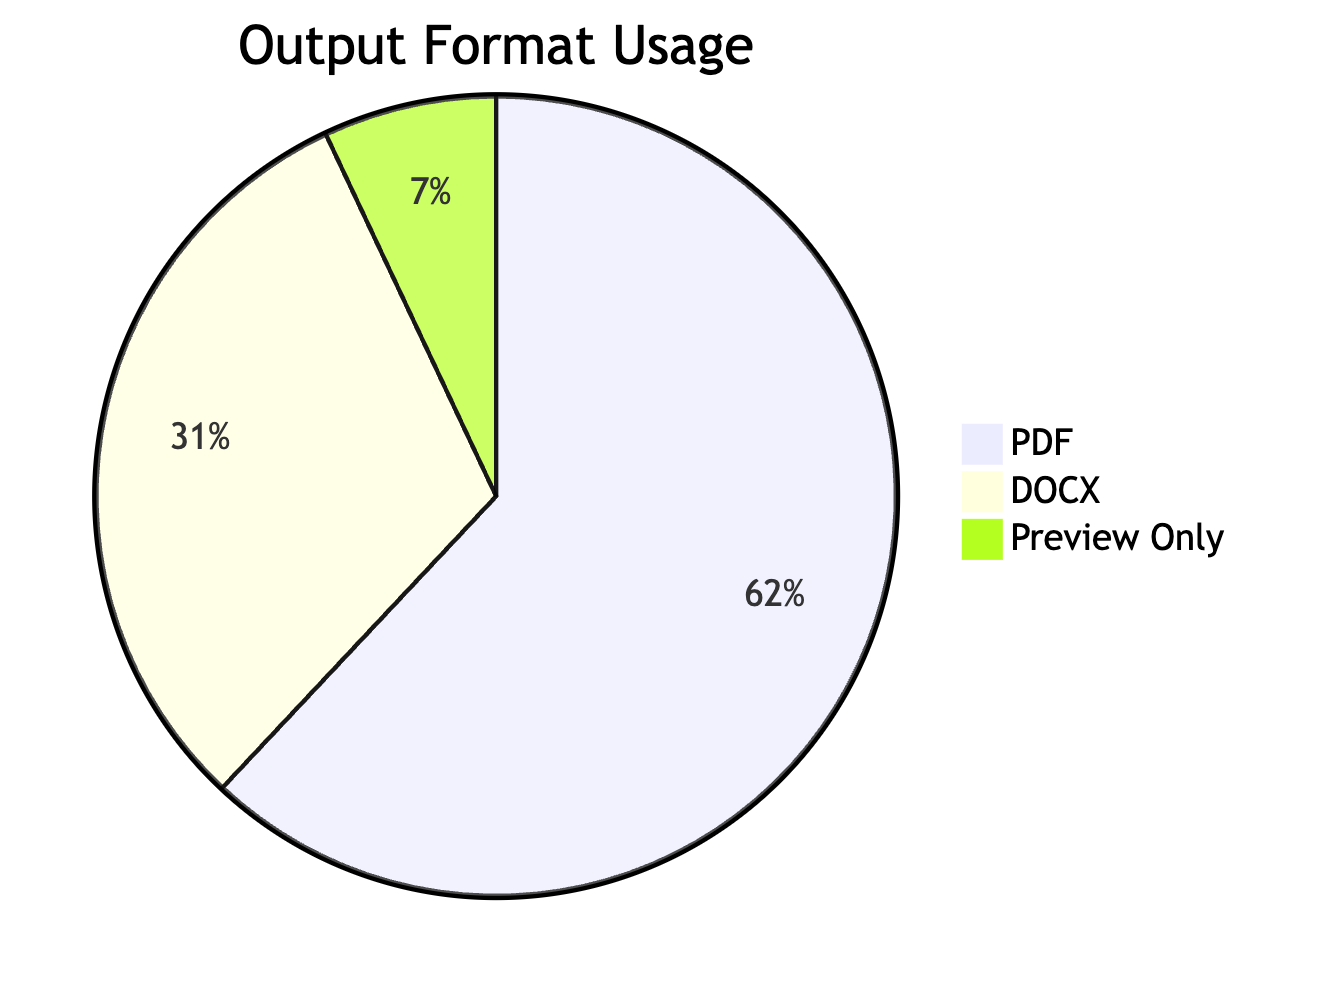 Output Format Usage
7%
31%
62%
PDF
DOCX
Preview Only